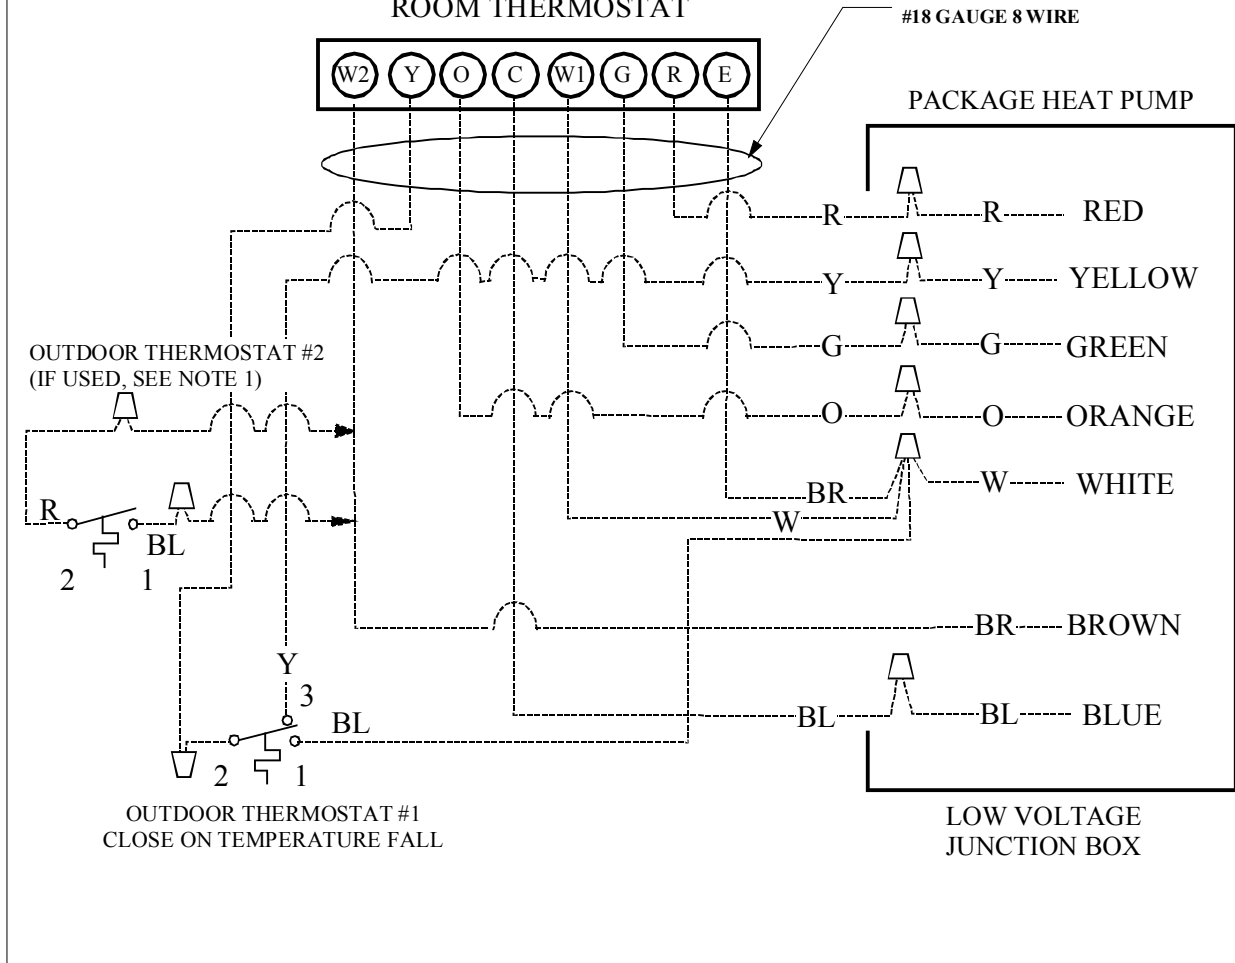 ROOM THERMOSTAT
#18 GAUGE 8 WIRE
W2 Y O C W1 G R E
PACKAGE HEAT PUMP
R R RED
Y Y YELLOW
G G GREEN
OUTDOOR THERMOSTAT #2
(IF USED, SEE NOTE 1)
O O ORANGE
BR W WHITE
W
R
BL
2 1
BR BROWN
Y
3
BL
BL BL BLUE
2 1
OUTDOOR THERMOSTAT #1
CLOSE ON TEMPERATURE FALL
LOW VOLTAGE
JUNCTION BOX